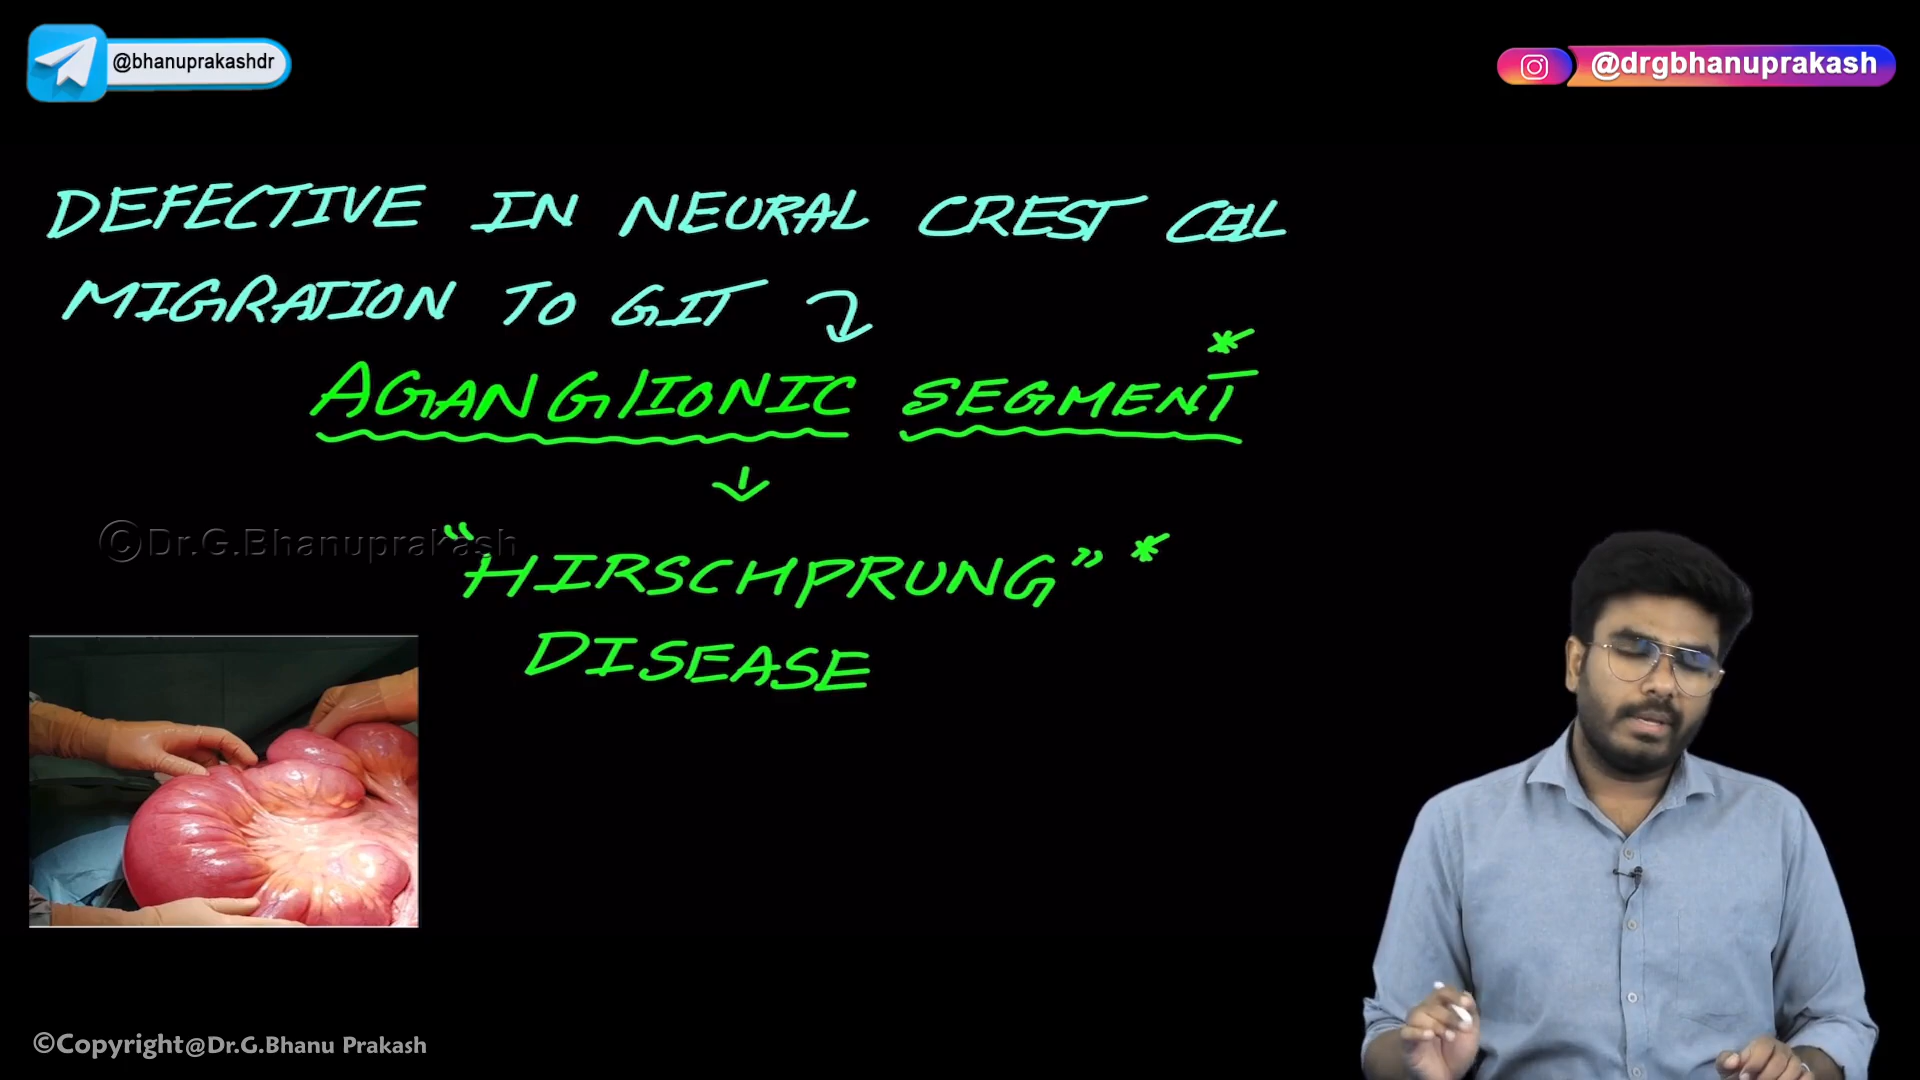 @bhanuprakashdr
@drgbhanuprakash
DEFECTIVE IN NEURAL CREST CELL
MIGRATION TO GIT
AGANGLIONIC SEGMENT *
©Dr.G.Bhanuprakash
"HIRSCHPRUNG" *
DISEASE
©Copyright@Dr.G.Bhanu Prakash